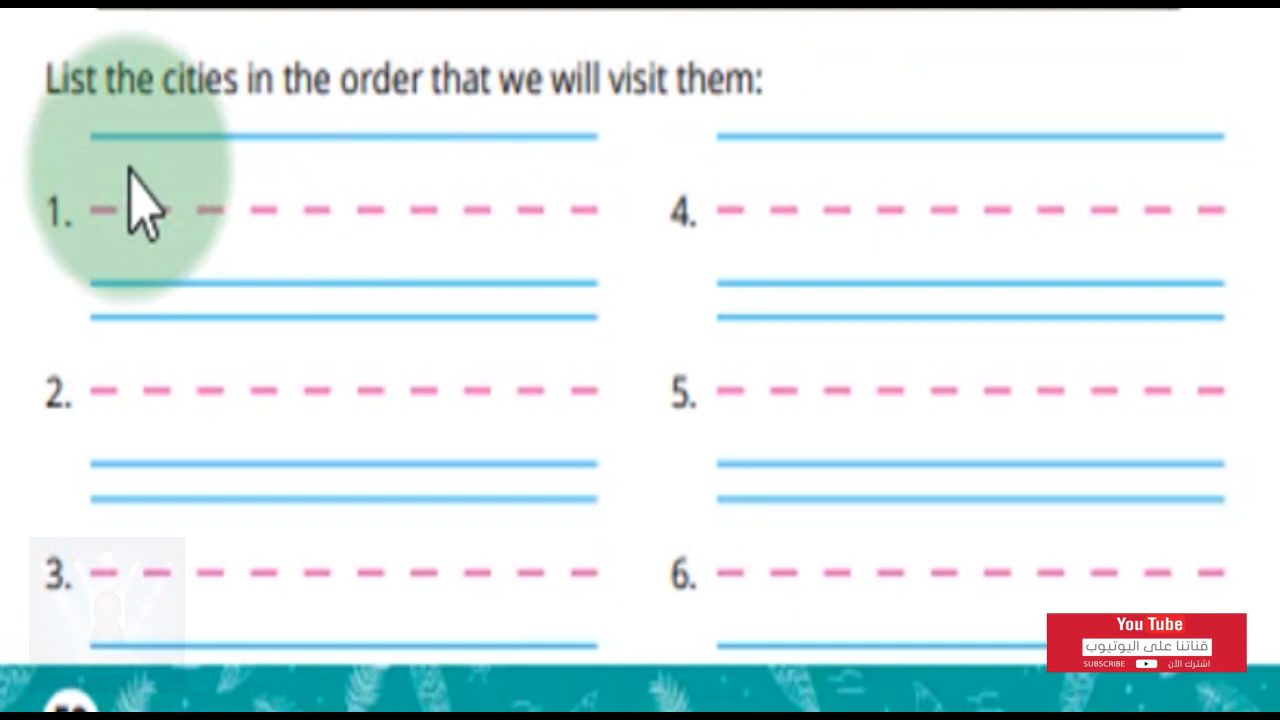 List the cities in the order that we will visit them:
1.
4.
2.
5.
3.
6.
You Tube
قناتنا على اليوتيوب
SUBSCRIBE اشترك الآن